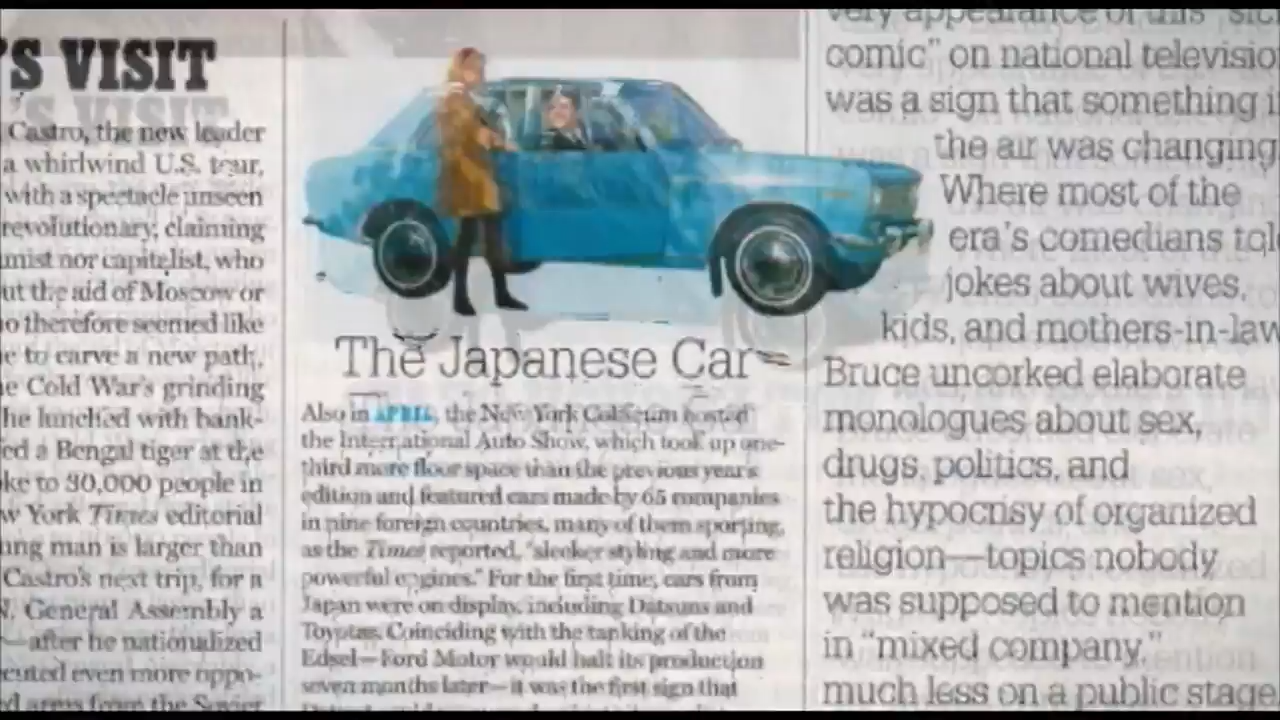 'S VISIT
Castro, the new leader
a whirlwind U.S. tour,
with a spectacle unseen
revolutionary, claiming
mist nor capitalist, who
ut the aid of Moscow or
o therefore seemed like
e to carve a new path,
e Cold War's grinding
he lunched with bank-
ed a Bengal tiger at the
ke to 30,000 people in
w York Times editorial
ung man is larger than
Castro's next trip, for a
N. General Assembly a
—after he nationalized
cuted even more oppo-
d arms from the Soviet
The Japanese Car
Also in APRIL, the New York Coliseum hosted
the International Auto Show, which took up one-
third more floor space than the previous year's
edition and featured cars made by 65 companies
in nine foreign countries, many of them sporting,
as the Times reported, "sleeker styling and more
powerful engines." For the first time, cars from
Japan were on display, including Datsuns and
Toyotas. Coinciding with the tanking of the
Edsel—Ford Motor would halt its production
seven months later—it was the first sign that
very appearance of this "sick
comic" on national televisio
was a sign that something i
the air was changing
Where most of the
era's comedians tol
jokes about wives,
kids, and mothers-in-law
Bruce uncorked elaborate
monologues about sex,
drugs, politics, and
the hypocrisy of organized
religion—topics nobody
was supposed to mention
in "mixed company,"
much less on a public stage